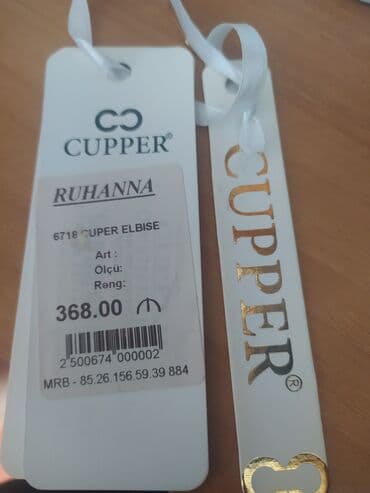 CUPPER®
RUHANNA
6718 CUPER ELBISE
Art :
Ölçü:
Rəng:
368.00 ₼
2 500674 000002
MRB - 85.26.156.59.39 884
CUPPER®